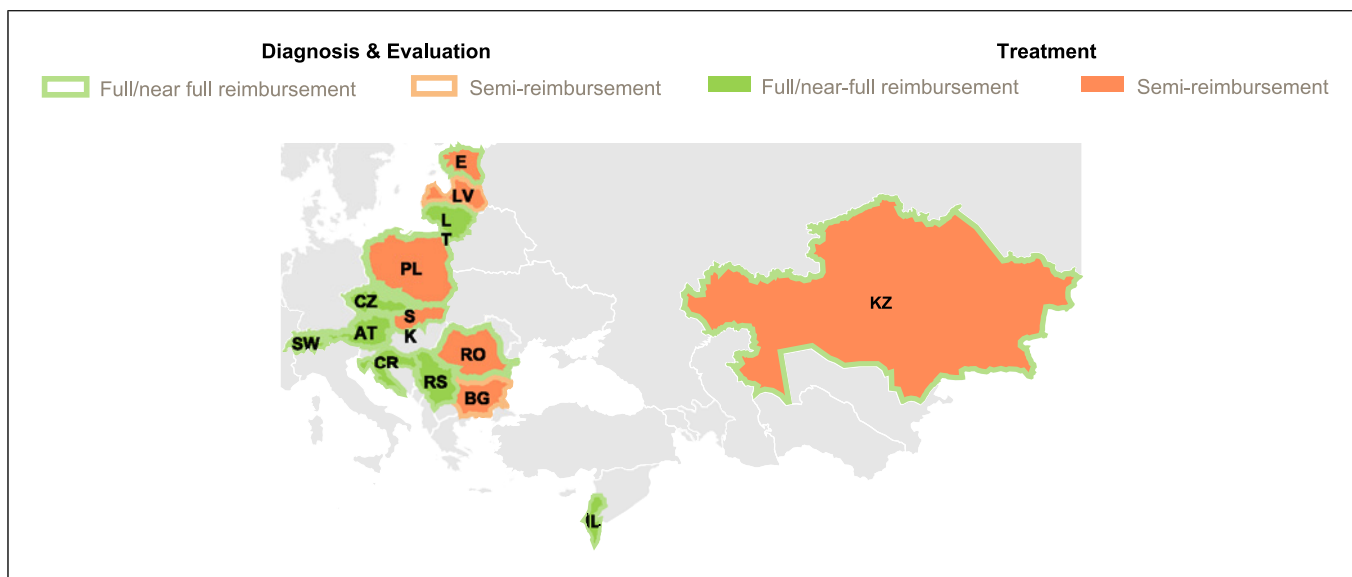 Diagnosis & Evaluation Treatment
Full/near full reimbursement Semi-reimbursement Full/near-full reimbursement Semi-reimbursement
E
LV
L
T
PL
CZ
S
K
AT
SW
CR
RO
RS
BG
KZ
IL